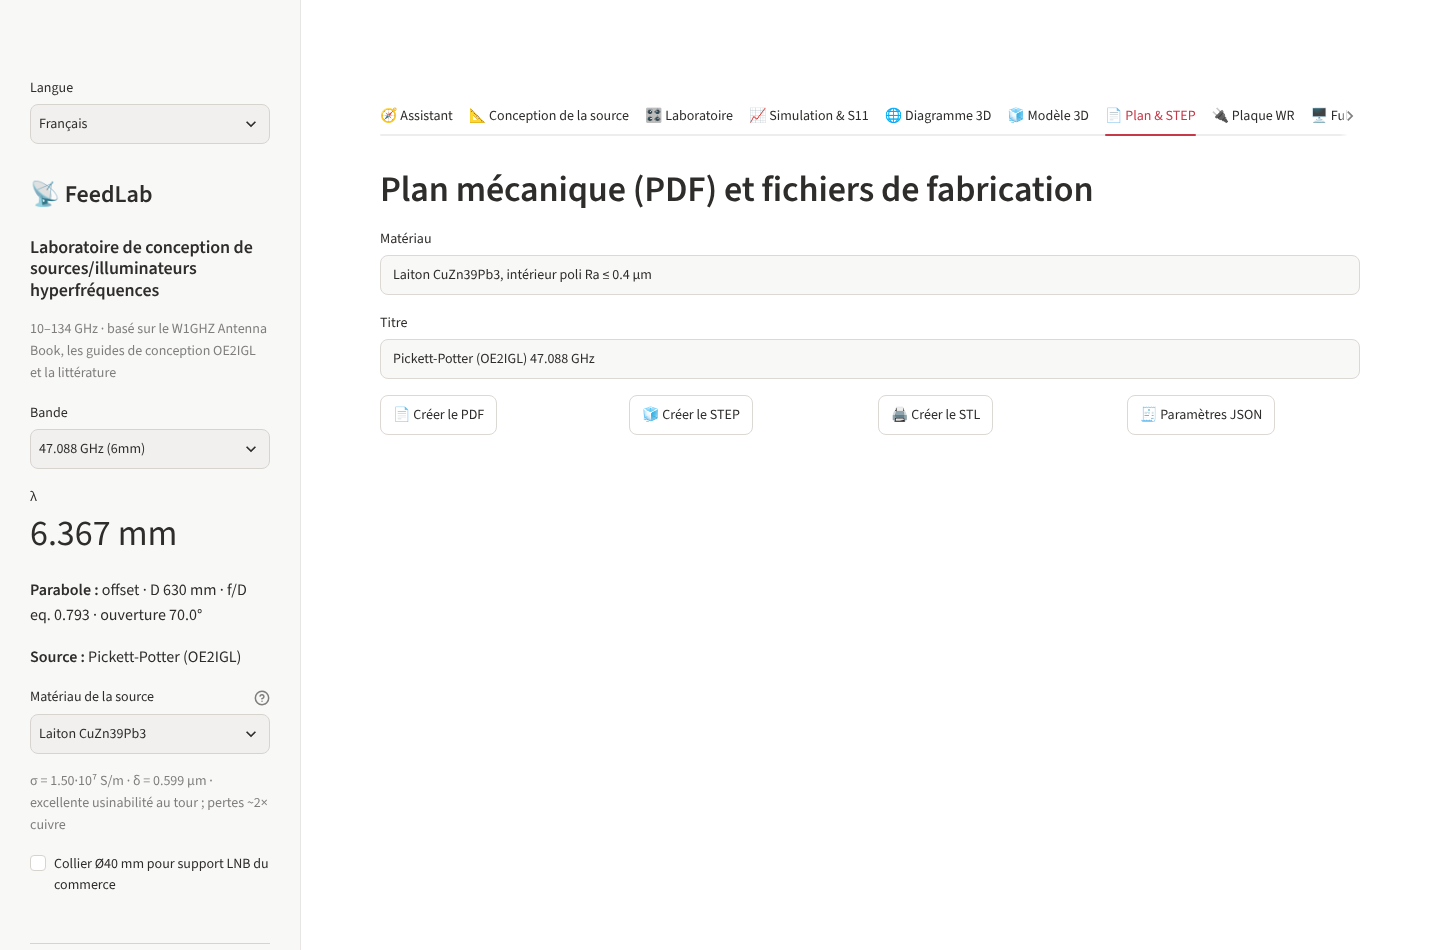 Langue
Français
📡 FeedLab
Laboratoire de conception de
sources/illuminateurs
hyperfréquences
10–134 GHz · basé sur le W1GHZ Antenna
Book, les guides de conception OE2IGL
et la littérature
Bande
47.088 GHz (6mm)
λ
6.367 mm
Parabole : offset · D 630 mm · f/D
eq. 0.793 · ouverture 70.0°
Source : Pickett-Potter (OE2IGL)
Matériau de la source
Laiton CuZn39Pb3
σ = 1.50·10⁷ S/m · δ = 0.599 µm ·
excellente usinabilité au tour ; pertes ~2×
cuivre
Collier Ø40 mm pour support LNB du
commerce
🧭 Assistant 📐 Conception de la source 🎛️ Laboratoire 📈 Simulation & S11 🌐 Diagramme 3D 🧊 Modèle 3D 📄 Plan & STEP 🔌 Plaque WR 🖥️ Fu
Plan mécanique (PDF) et fichiers de fabrication
Matériau
Laiton CuZn39Pb3, intérieur poli Ra ≤ 0.4 µm
Titre
Pickett-Potter (OE2IGL) 47.088 GHz
📄 Créer le PDF 🧊 Créer le STEP 🖨️ Créer le STL 🧾 Paramètres JSON